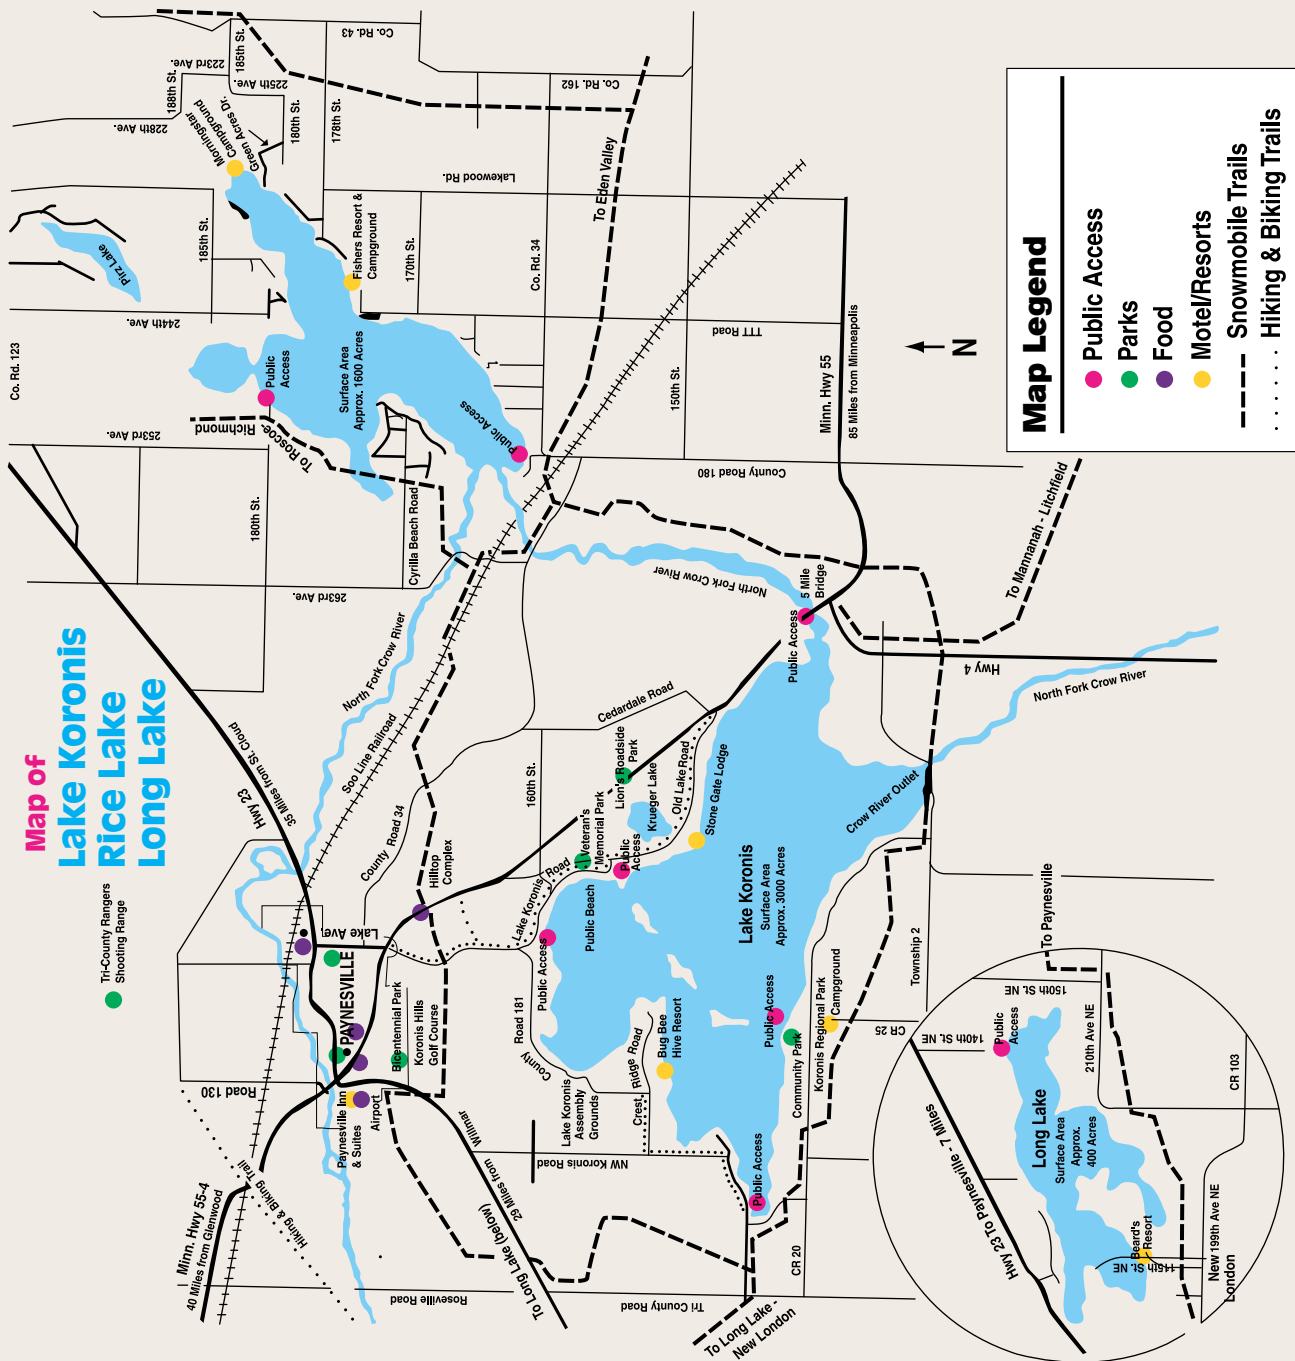 Map of
Lake Koronis
Rice Lake
Long Lake
Tri-County Rangers
Shooting Range
Hwy 23
35 Miles from St. Cloud
Soo Line Railroad
North Fork Crow River
County Road 34
Hilltop
Complex
Lake Ave.
PAYNESVILLE
Bicentennial Park
Koronis Hills
Golf Course
Road 130
Paynesville Inn
& Suites
Airport
Minn. Hwy 55-4
40 Miles from Glenwood
Hiking & Biking Trail
Willmar
29 Miles from
To Long Lake (below)
Roseville Road
Tri County Road
NW Koronis Road
To Long Lake -
New London
CR 20
Co. Rd. 123
253rd Ave.
244th Ave.
263rd Ave.
180th St.
Cyrilla Beach Road
To Roscoe-
Richmond
Pirz Lake
185th St.
228th Ave.
188th St.
223rd Ave.
185th St.
225th Ave.
180th St.
178th St.
Co. Rd. 43
Co. Rd. 162
Morningstar
Campground
Green Acres Dr.
Lakewood Rd.
Fishers Resort &
Campground
170th St.
Co. Rd. 34
To Eden Valley
Public
Access
Surface Area
Approx. 1600 Acres
Public Access
150th St.
TTT Road
Minn. Hwy 55
85 Miles from Minneapolis
County Road 180
N
North Fork Crow River
5 Mile
Bridge
Public Access
To Mannanah - Litchfield
Hwy 4
North Fork Crow River
Crow River Outlet
Cedardale Road
160th St.
Lion's Roadside
Park
Krueger Lake
Old Lake Road
Stone Gate Lodge
Veteran's
Memorial Park
Public
Access
Lake Koronis Road
Public Beach
Public Access
County Road 181
Lake Koronis
Assembly
Grounds
Crest Ridge Road
Bug Bee
Hive Resort
Lake Koronis
Surface Area
Approx. 3000 Acres
Public Access
Community Park
Koronis Regional Park
Campground
Public Access
Township 2
CR 25
To Paynesville
150th St. NE
140th St. NE
Public
Access
210th Ave NE
CR 103
Hwy 23 To Paynesville - 7 Miles
Long Lake
Surface Area
Approx.
400 Acres
Beard's
Resort
115th St. NE
199th Ave NE
New
London
Map Legend
Public Access
Parks
Food
Motel/Resorts
Snowmobile Trails
Hiking & Biking Trails